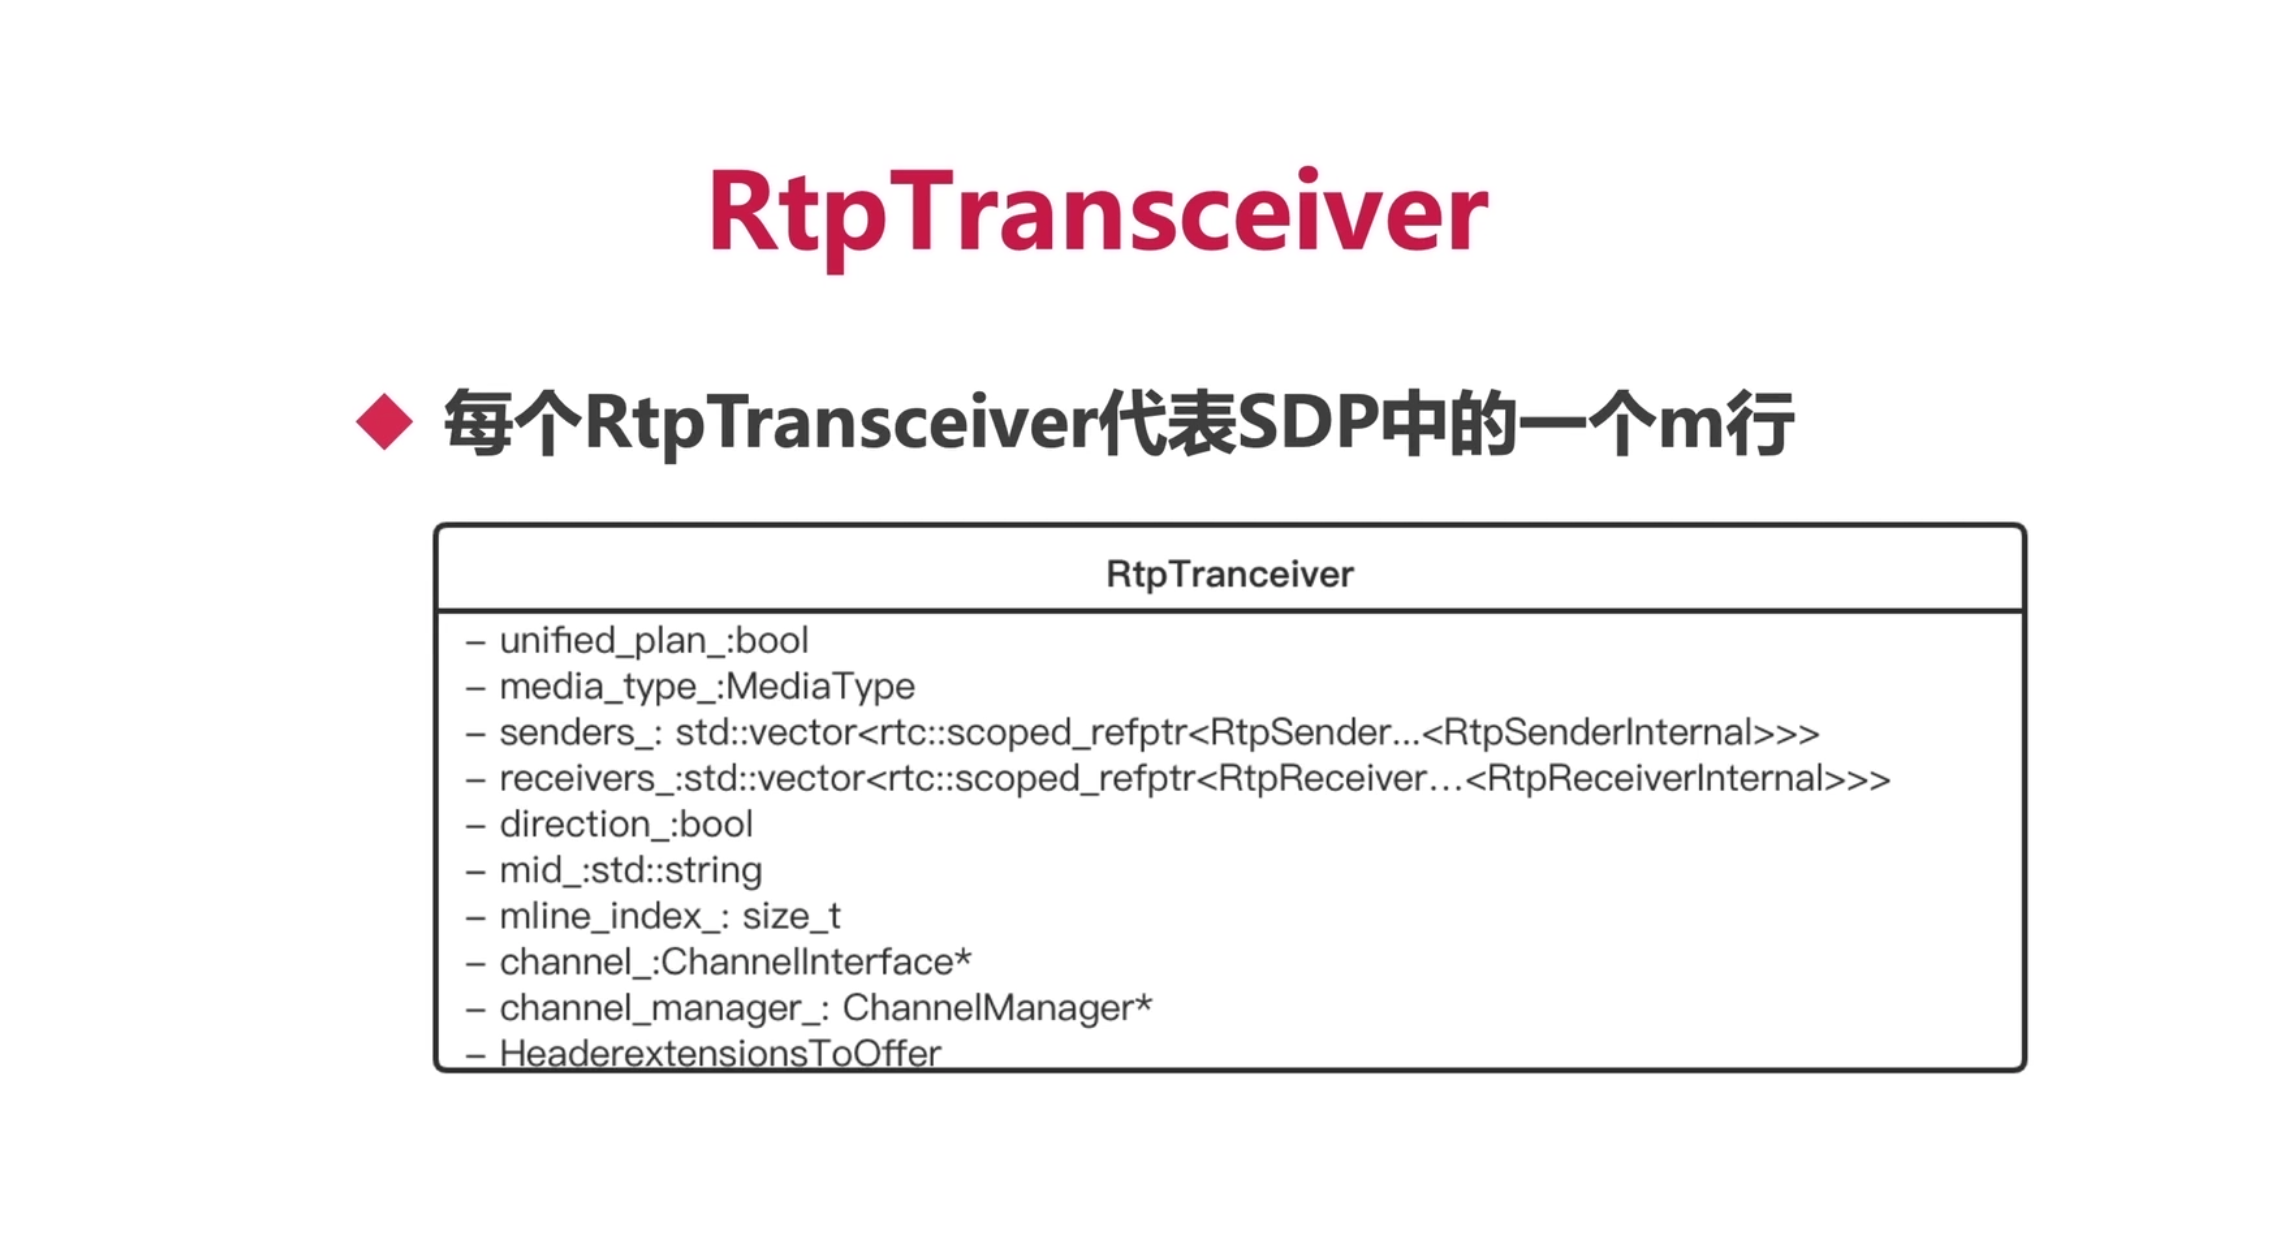 RtpTransceiver
每个RtpTransceiver代表SDP中的一个m行
RtpTranceiver
– unified_plan_:bool
– media_type_:MediaType
– senders_: std::vector<rtc::scoped_refptr<RtpSender...<RtpSenderInternal>>>
– receivers_:std::vector<rtc::scoped_refptr<RtpReceiver…<RtpReceiverInternal>>>
– direction_:bool
– mid_:std::string
– mline_index_: size_t
– channel_:ChannelInterface*
– channel_manager_: ChannelManager*
– HeaderextensionsToOffer